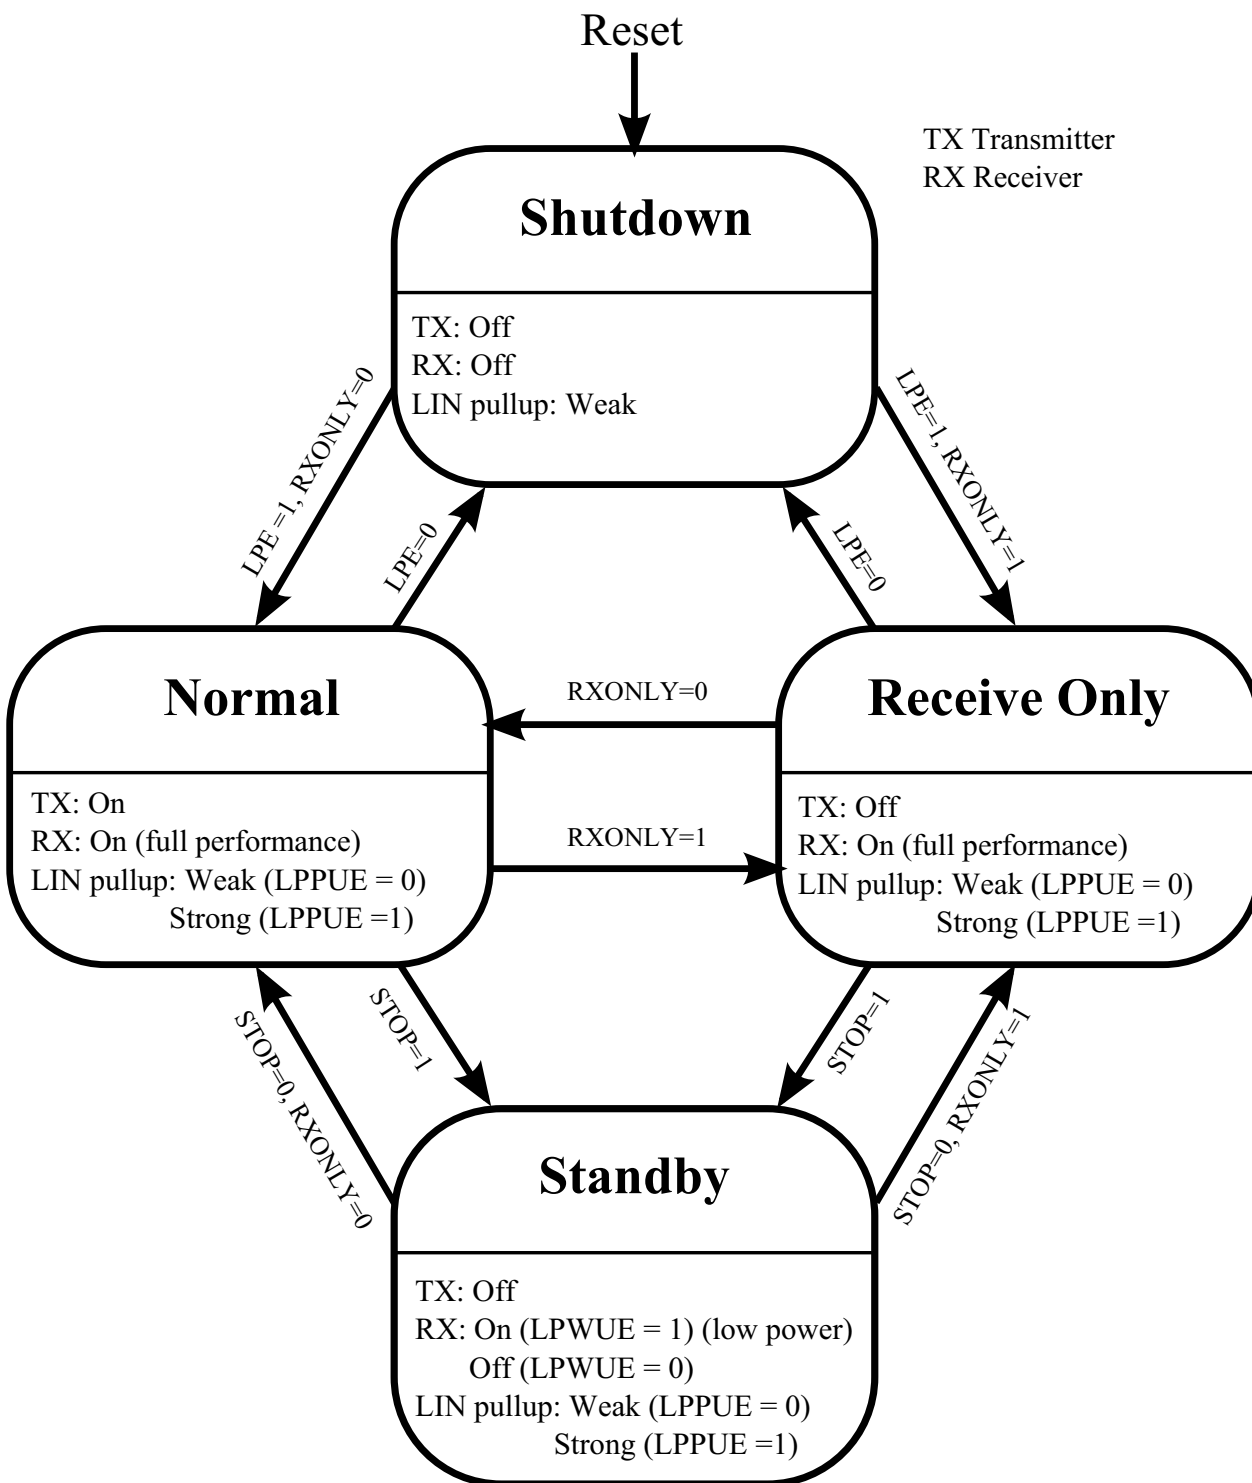 Reset
TX Transmitter
RX Receiver
Shutdown
TX: Off
RX: Off
LIN pullup: Weak
LPE =1, RXONLY=0
LPE=0
LPE=0
LPE=1, RXONLY=1
Normal
TX: On
RX: On (full performance)
LIN pullup: Weak (LPPUE = 0)
Strong (LPPUE =1)
RXONLY=0
RXONLY=1
Receive Only
TX: Off
RX: On (full performance)
LIN pullup: Weak (LPPUE = 0)
Strong (LPPUE =1)
STOP=0, RXONLY=0
STOP=1
STOP=1
STOP=0, RXONLY=1
Standby
TX: Off
RX: On (LPWUE = 1) (low power)
Off (LPWUE = 0)
LIN pullup: Weak (LPPUE = 0)
Strong (LPPUE =1)